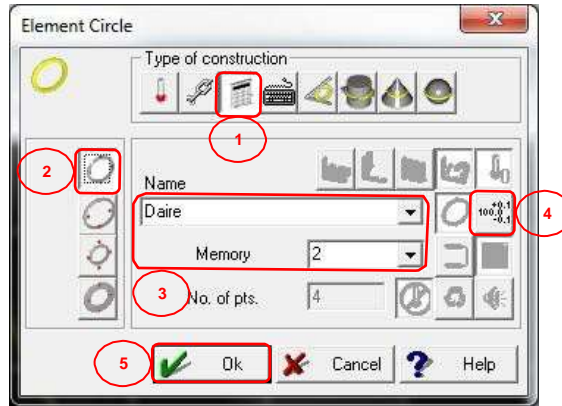 Element Circle
Type of construction
1
2
Name
Daire
100.0 +0.1 -0.1
4
Memory 2
3
No. of pts. 4
5
Ok Cancel ? Help